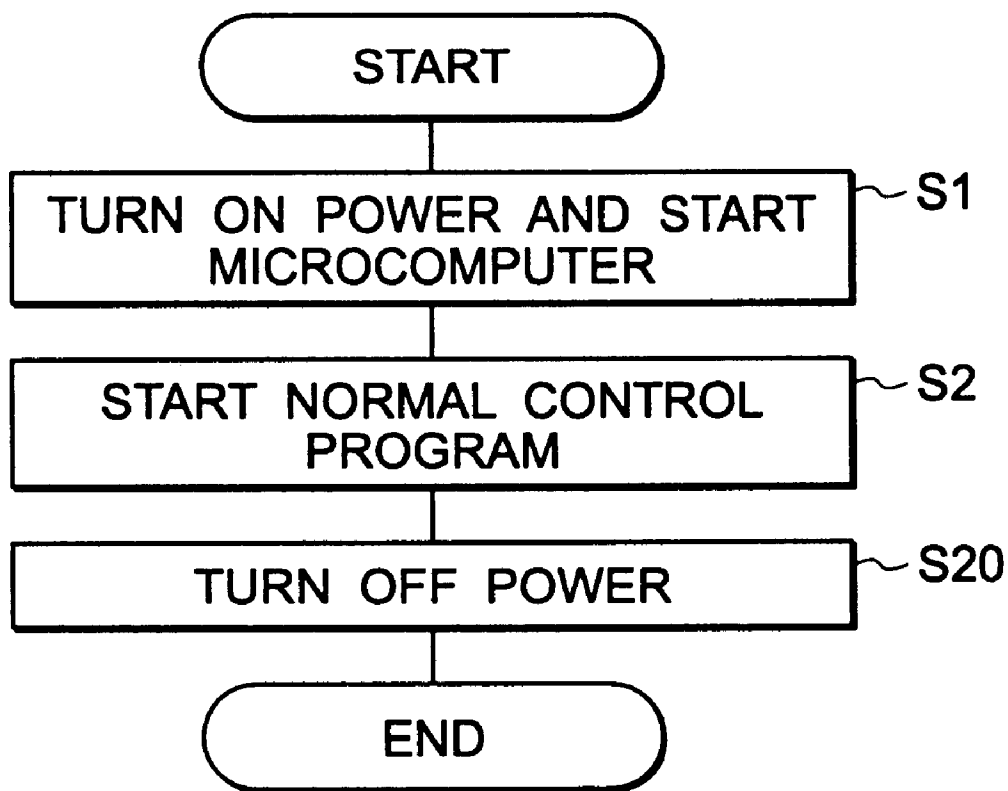 START
TURN ON POWER AND START
MICROCOMPUTER
S1
START NORMAL CONTROL
PROGRAM
S2
TURN OFF POWER
S20
END